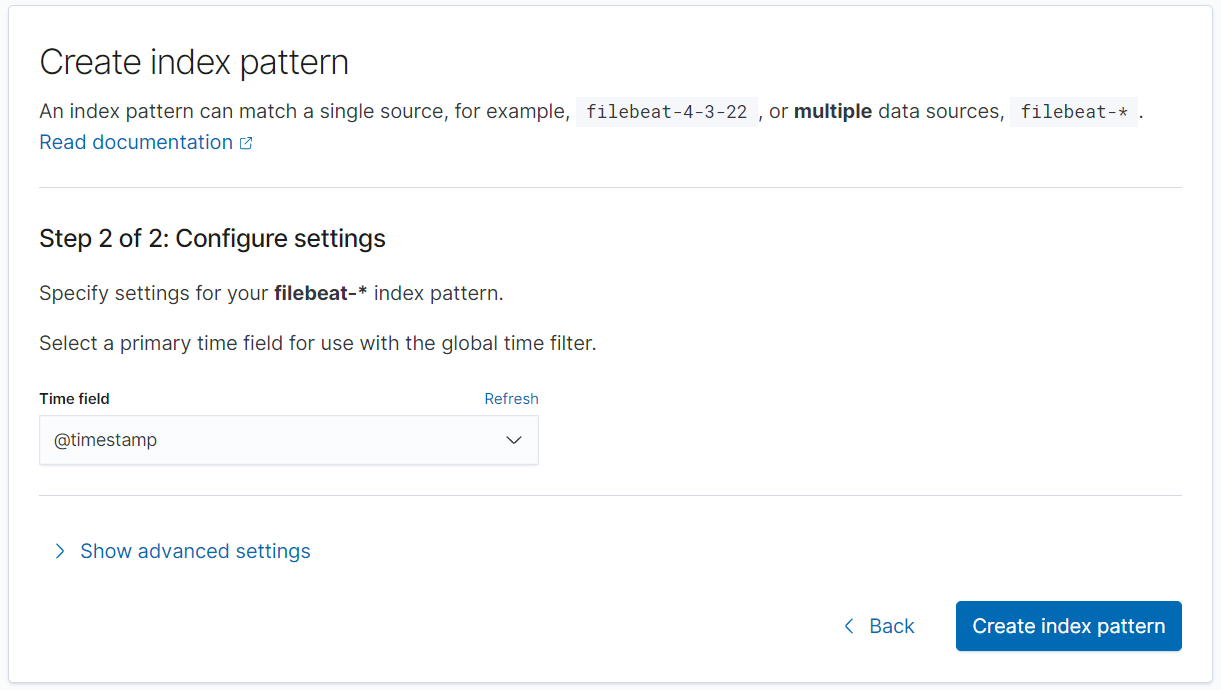 Create index pattern
An index pattern can match a single source, for example, filebeat-4-3-22 , or multiple data sources, filebeat-* .
Read documentation
Step 2 of 2: Configure settings
Specify settings for your filebeat-* index pattern.
Select a primary time field for use with the global time filter.
Time field Refresh
@timestamp
Show advanced settings
Back Create index pattern